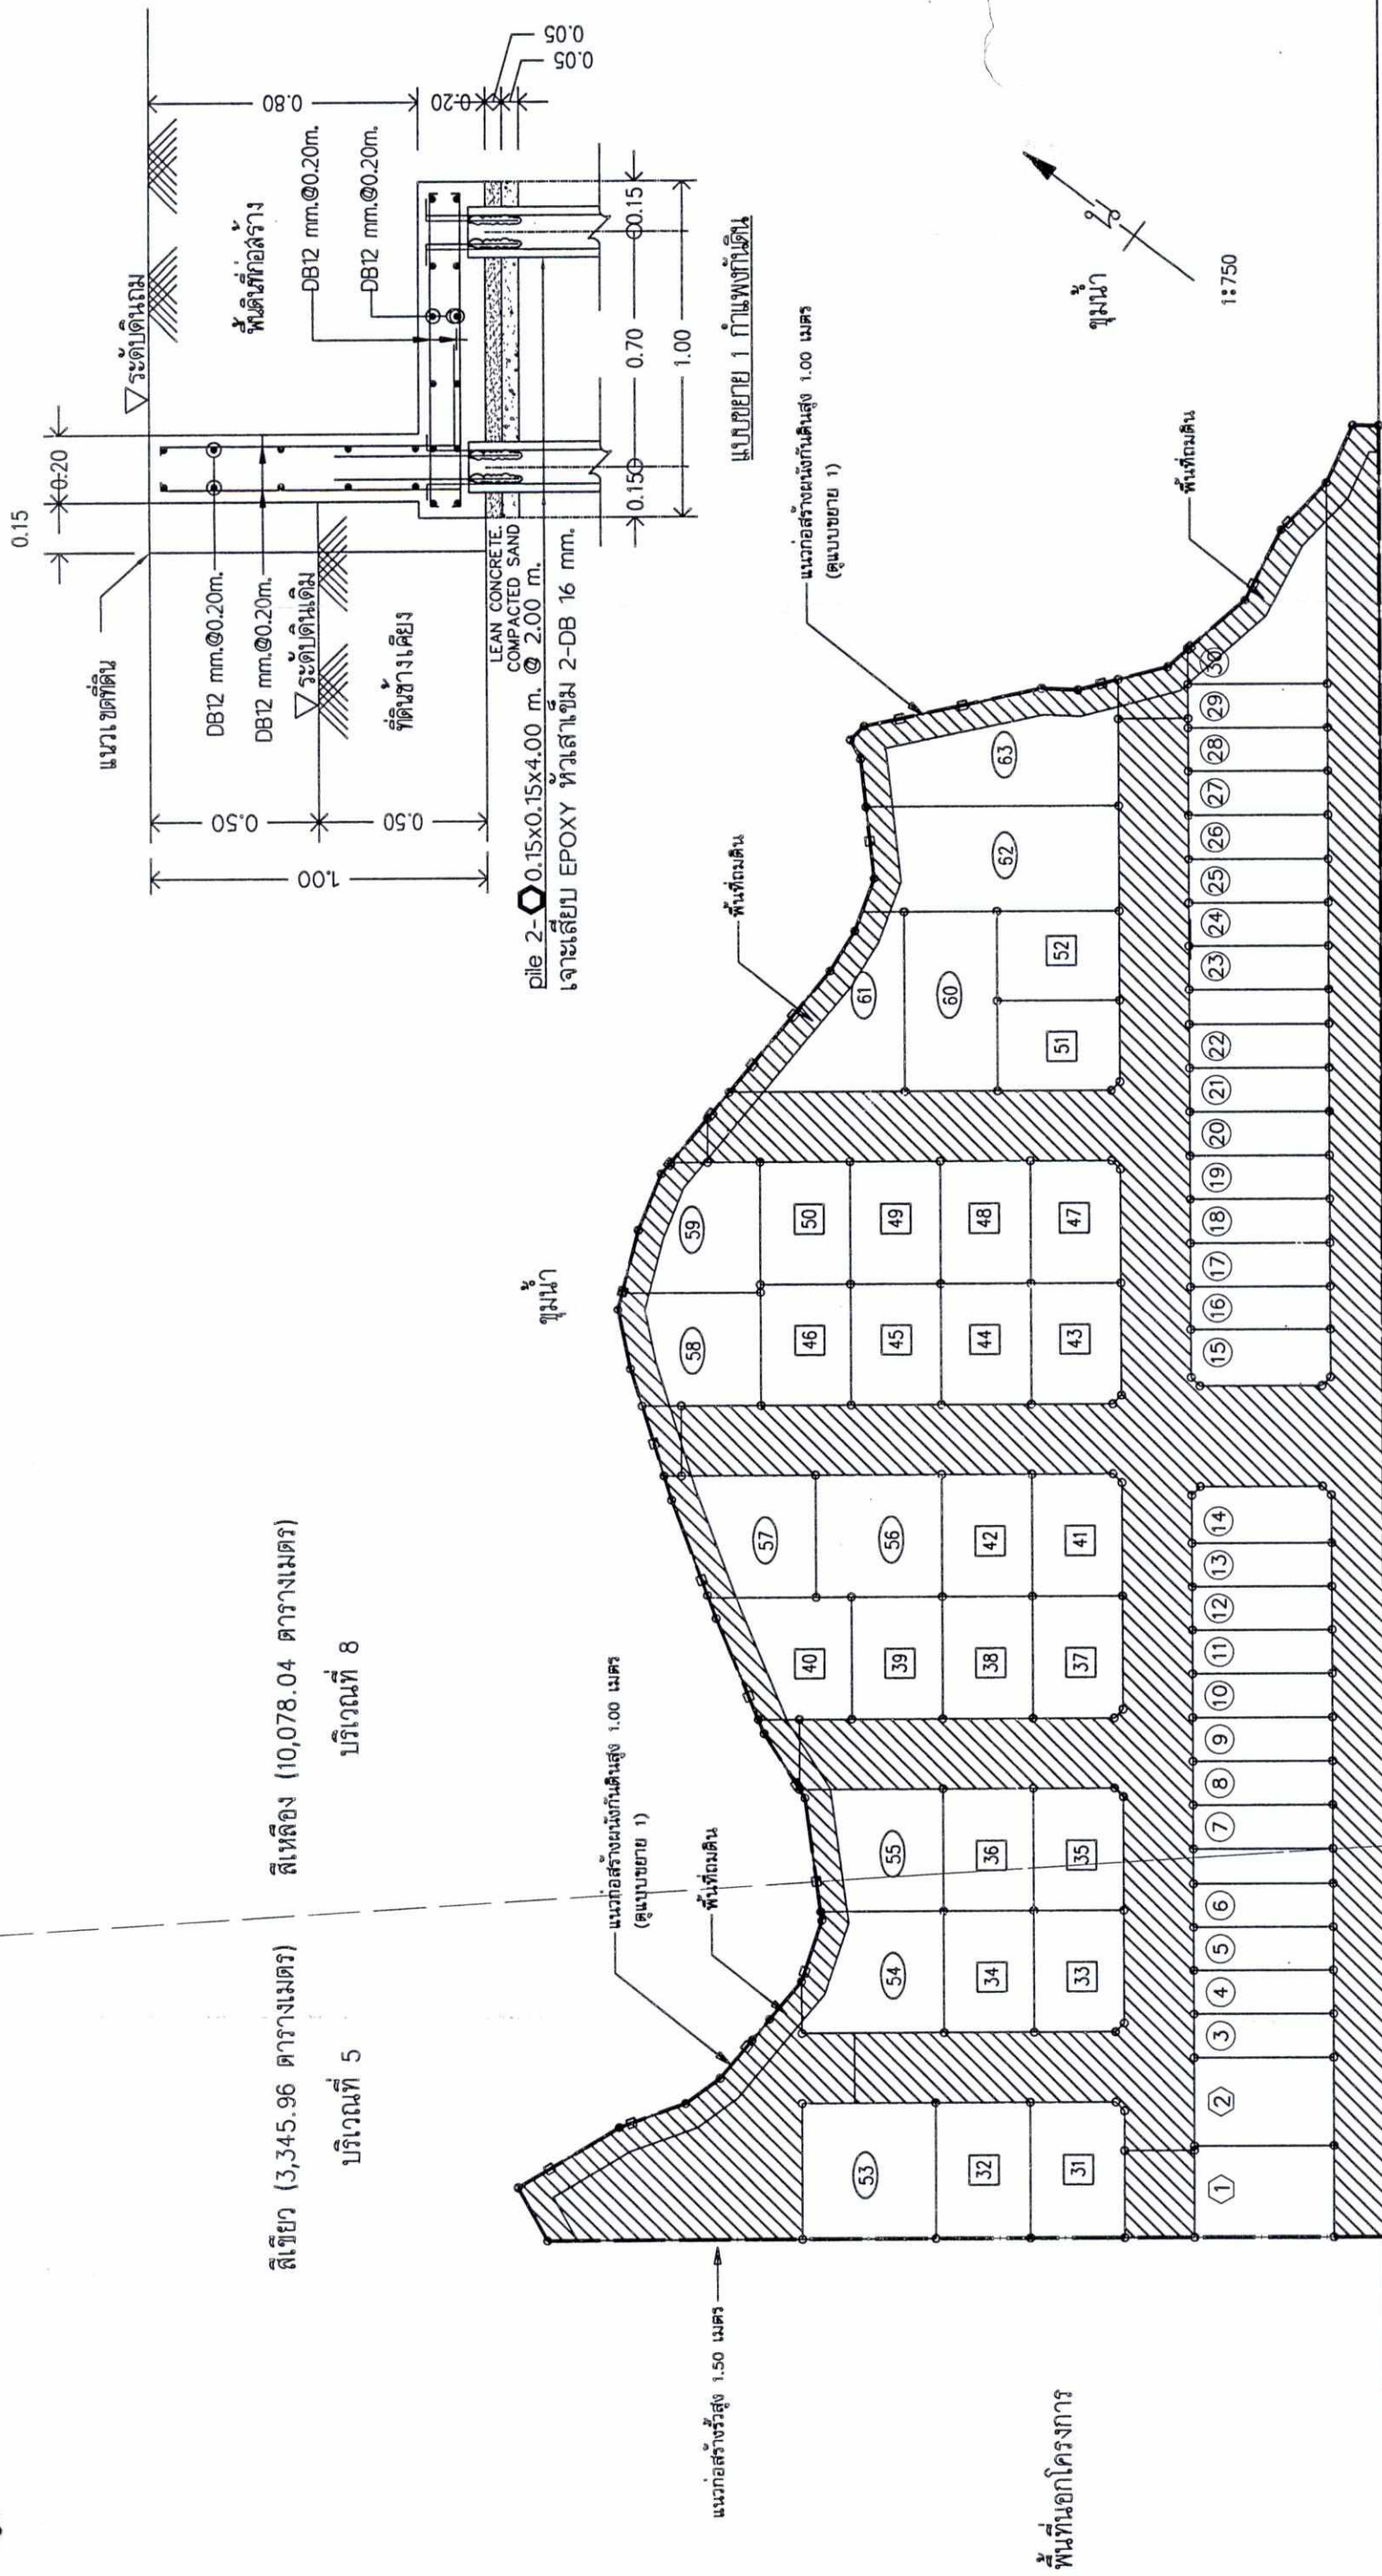 สีเขียว (3,345.96 ตารางเมตร)
บริเวณที่ 5
สีเหลือง (10,078.04 ตารางเมตร)
บริเวณที่ 8
0.15
0.20
แนวเขตที่ดิน
ระดับดินถม
DB12 mm.@0.20m.
DB12 mm.@0.20m.
ระดับดินเดิม
ที่ดินข้างเคียง
พื้นดินที่ก่อสร้าง
DB12 mm.@0.20m.
DB12 mm.@0.20m.
0.50
0.50
1.00
0.80
0.20
0.05
0.05
LEAN CONCRETE.
COMPACTED SAND
pile 2-0.15x0.15x4.00 m. @ 2.00 m.
เจาะเสียบ EPOXY หัวเสาเข็ม 2-DB 16 mm.
0.15
0.70
0.15
1.00
แบบขยาย 1 กำแพงกันดิน
แนวก่อสร้างผนังกันดินสูง 1.00 เมตร
(ดูแบบขยาย 1)
พื้นที่ถมดิน
ขุมน้ำ
พื้นที่ถมดิน
แนวก่อสร้างผนังกันดินสูง 1.00 เมตร
(ดูแบบขยาย 1)
ขุมน้ำ
1:750
พื้นที่ถมดิน
แนวก่อสร้างรั้วสูง 1.50 เมตร
พื้นที่นอกโครงการ
53
54
55
57
58
59
61
62
63
40
46
50
60
32
34
36
39
56
45
49
38
42
44
48
31
33
35
37
41
43
47
51
52
1
2
3
4
5
6
7
8
9
10
11
12
13
14
15
16
17
18
19
20
21
22
23
24
25
26
27
28
29
30